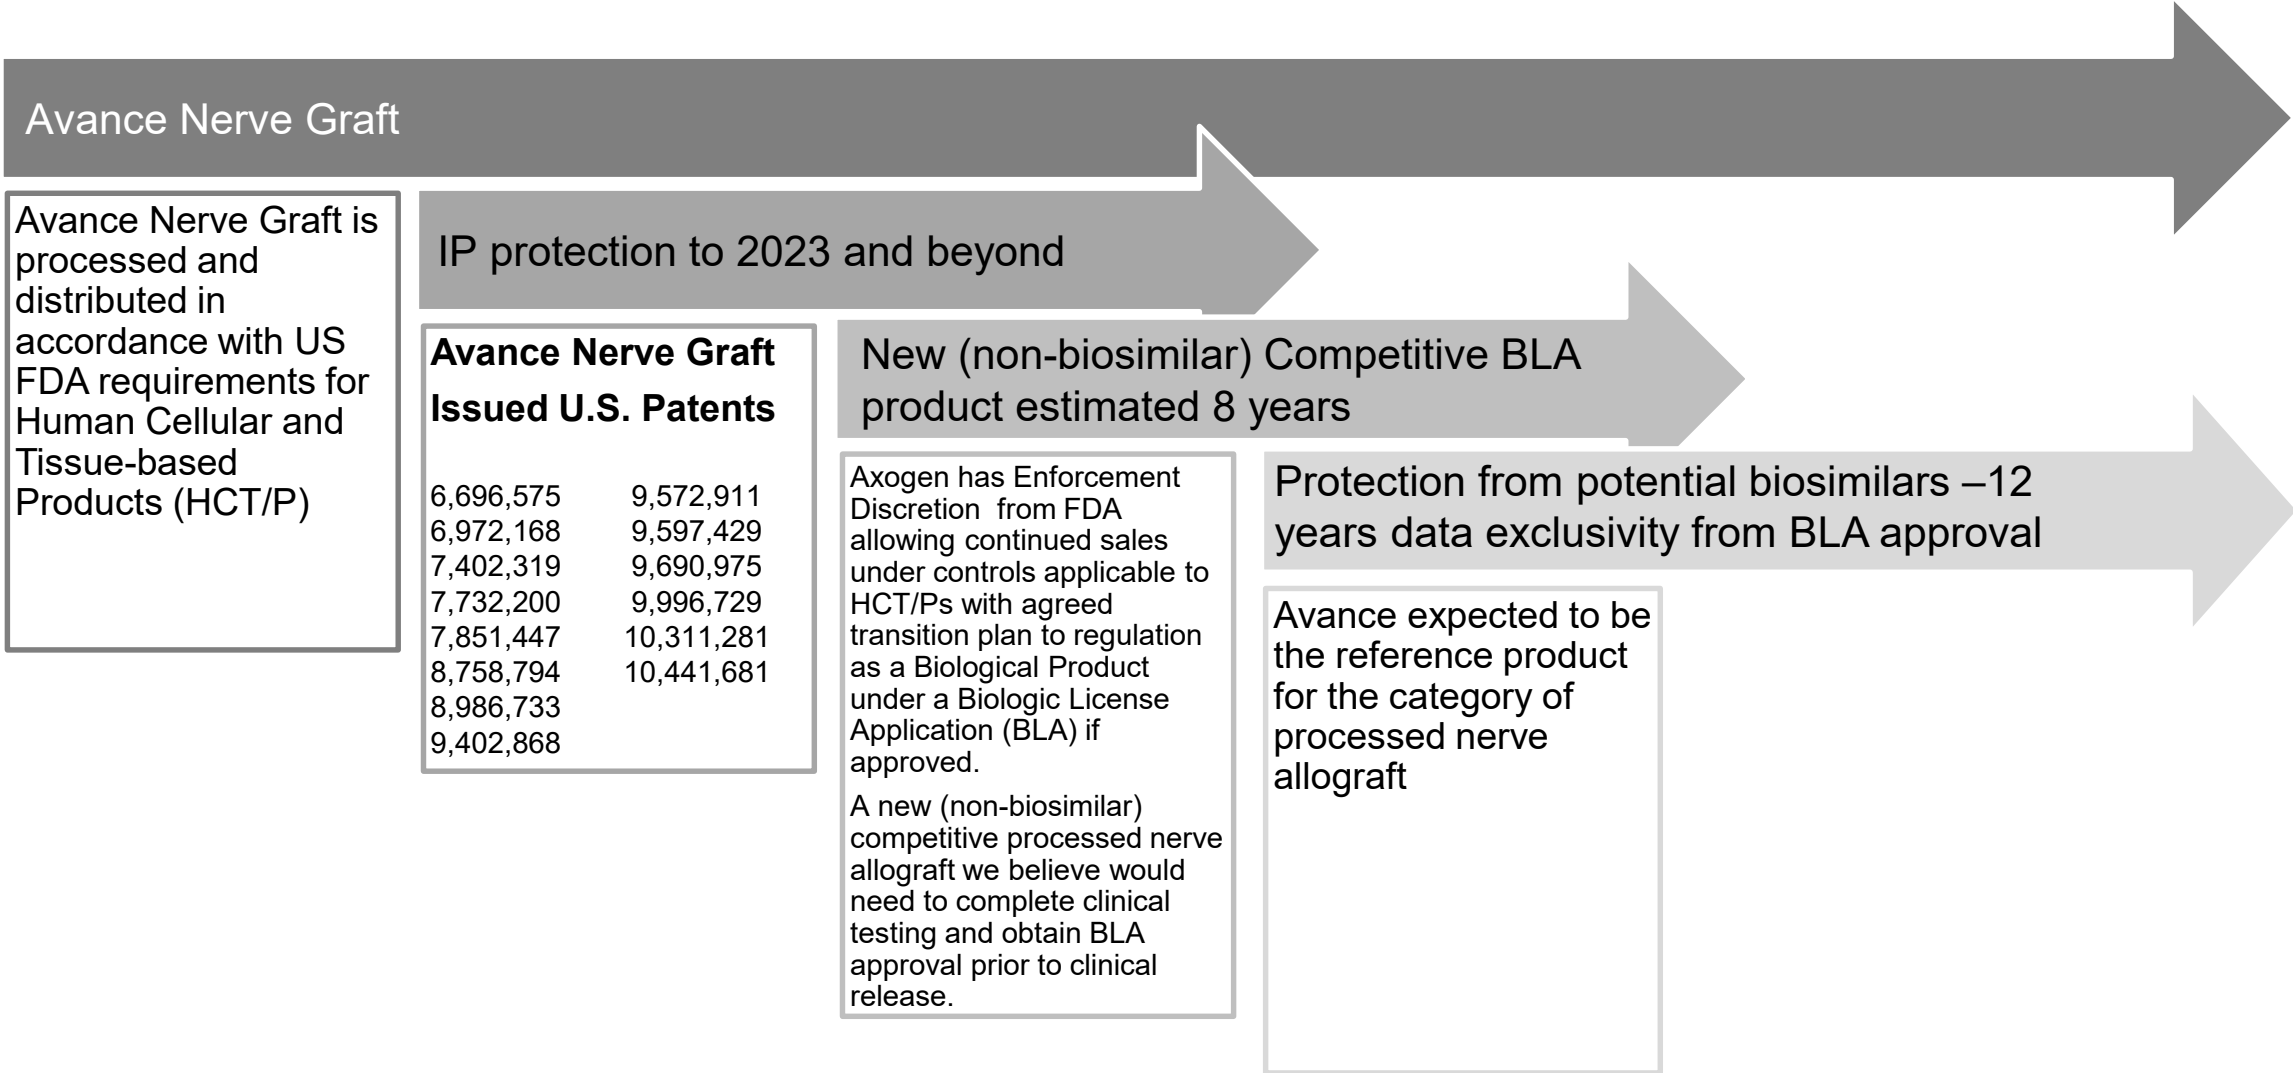 Avance Nerve Graft
Avance Nerve Graft is
processed and
distributed in
accordance with US
FDA requirements for
Human Cellular and
Tissue-based
Products (HCT/P)
IP protection to 2023 and beyond
Avance Nerve Graft
Issued U.S. Patents
6,696,575 9,572,911
6,972,168 9,597,429
7,402,319 9,690,975
7,732,200 9,996,729
7,851,447 10,311,281
8,758,794 10,441,681
8,986,733
9,402,868
New (non-biosimilar) Competitive BLA
product estimated 8 years
Axogen has Enforcement
Discretion from FDA
allowing continued sales
under controls applicable to
HCT/Ps with agreed
transition plan to regulation
as a Biological Product
under a Biologic License
Application (BLA) if
approved.
A new (non-biosimilar)
competitive processed nerve
allograft we believe would
need to complete clinical
testing and obtain BLA
approval prior to clinical
release.
Protection from potential biosimilars –12
years data exclusivity from BLA approval
Avance expected to be
the reference product
for the category of
processed nerve
allograft